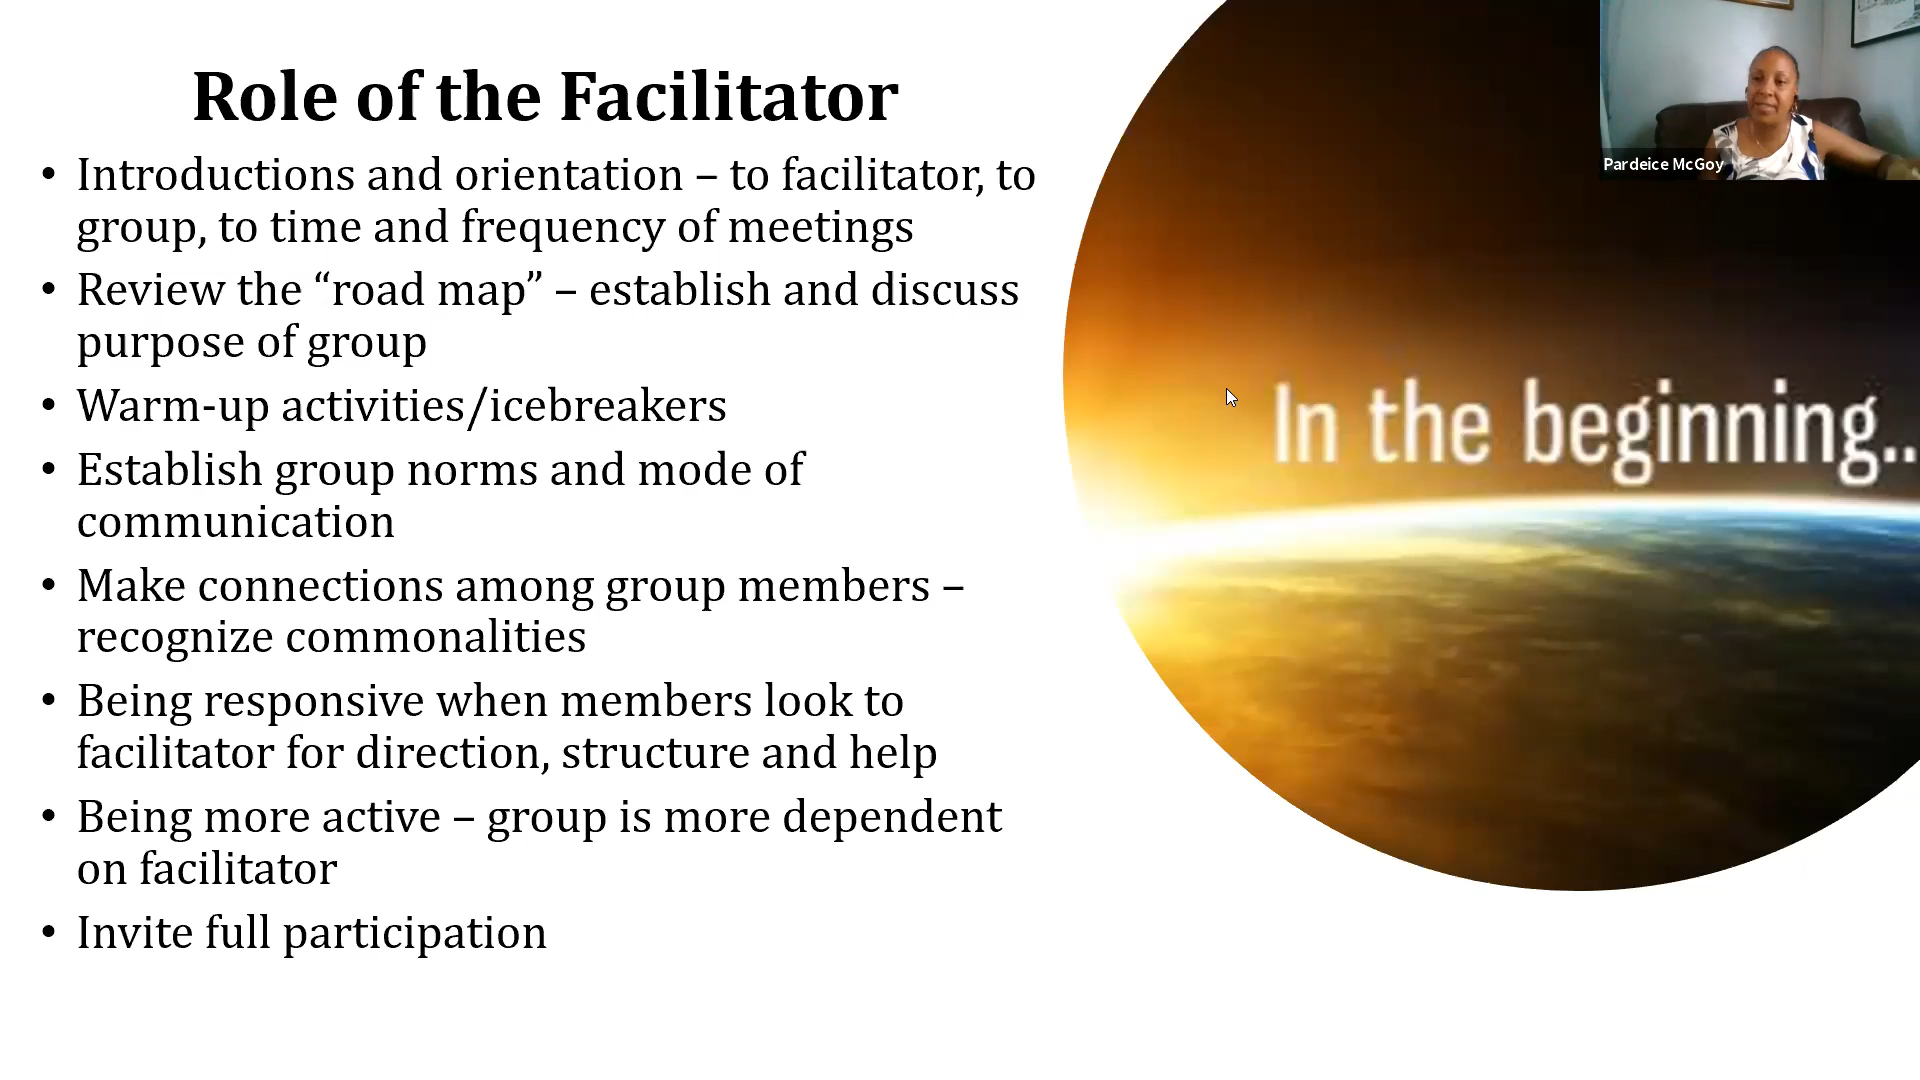 Role of the Facilitator
• Introductions and orientation – to facilitator, to
group, to time and frequency of meetings
• Review the “road map” – establish and discuss
purpose of group
• Warm-up activities/icebreakers
• Establish group norms and mode of
communication
• Make connections among group members –
recognize commonalities
• Being responsive when members look to
facilitator for direction, structure and help
• Being more active – group is more dependent
on facilitator
• Invite full participation
In the beginning..
Pardeice McGoy